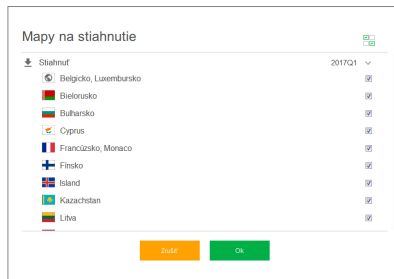 Mapy na stiahnutie
Stiahnuť 2017Q1
Belgicko, Luxembursko
Bielorusko
Bulharsko
Cyprus
Francúzsko, Monaco
Fínsko
Island
Kazachstan
Litva
Zrušiť Ok